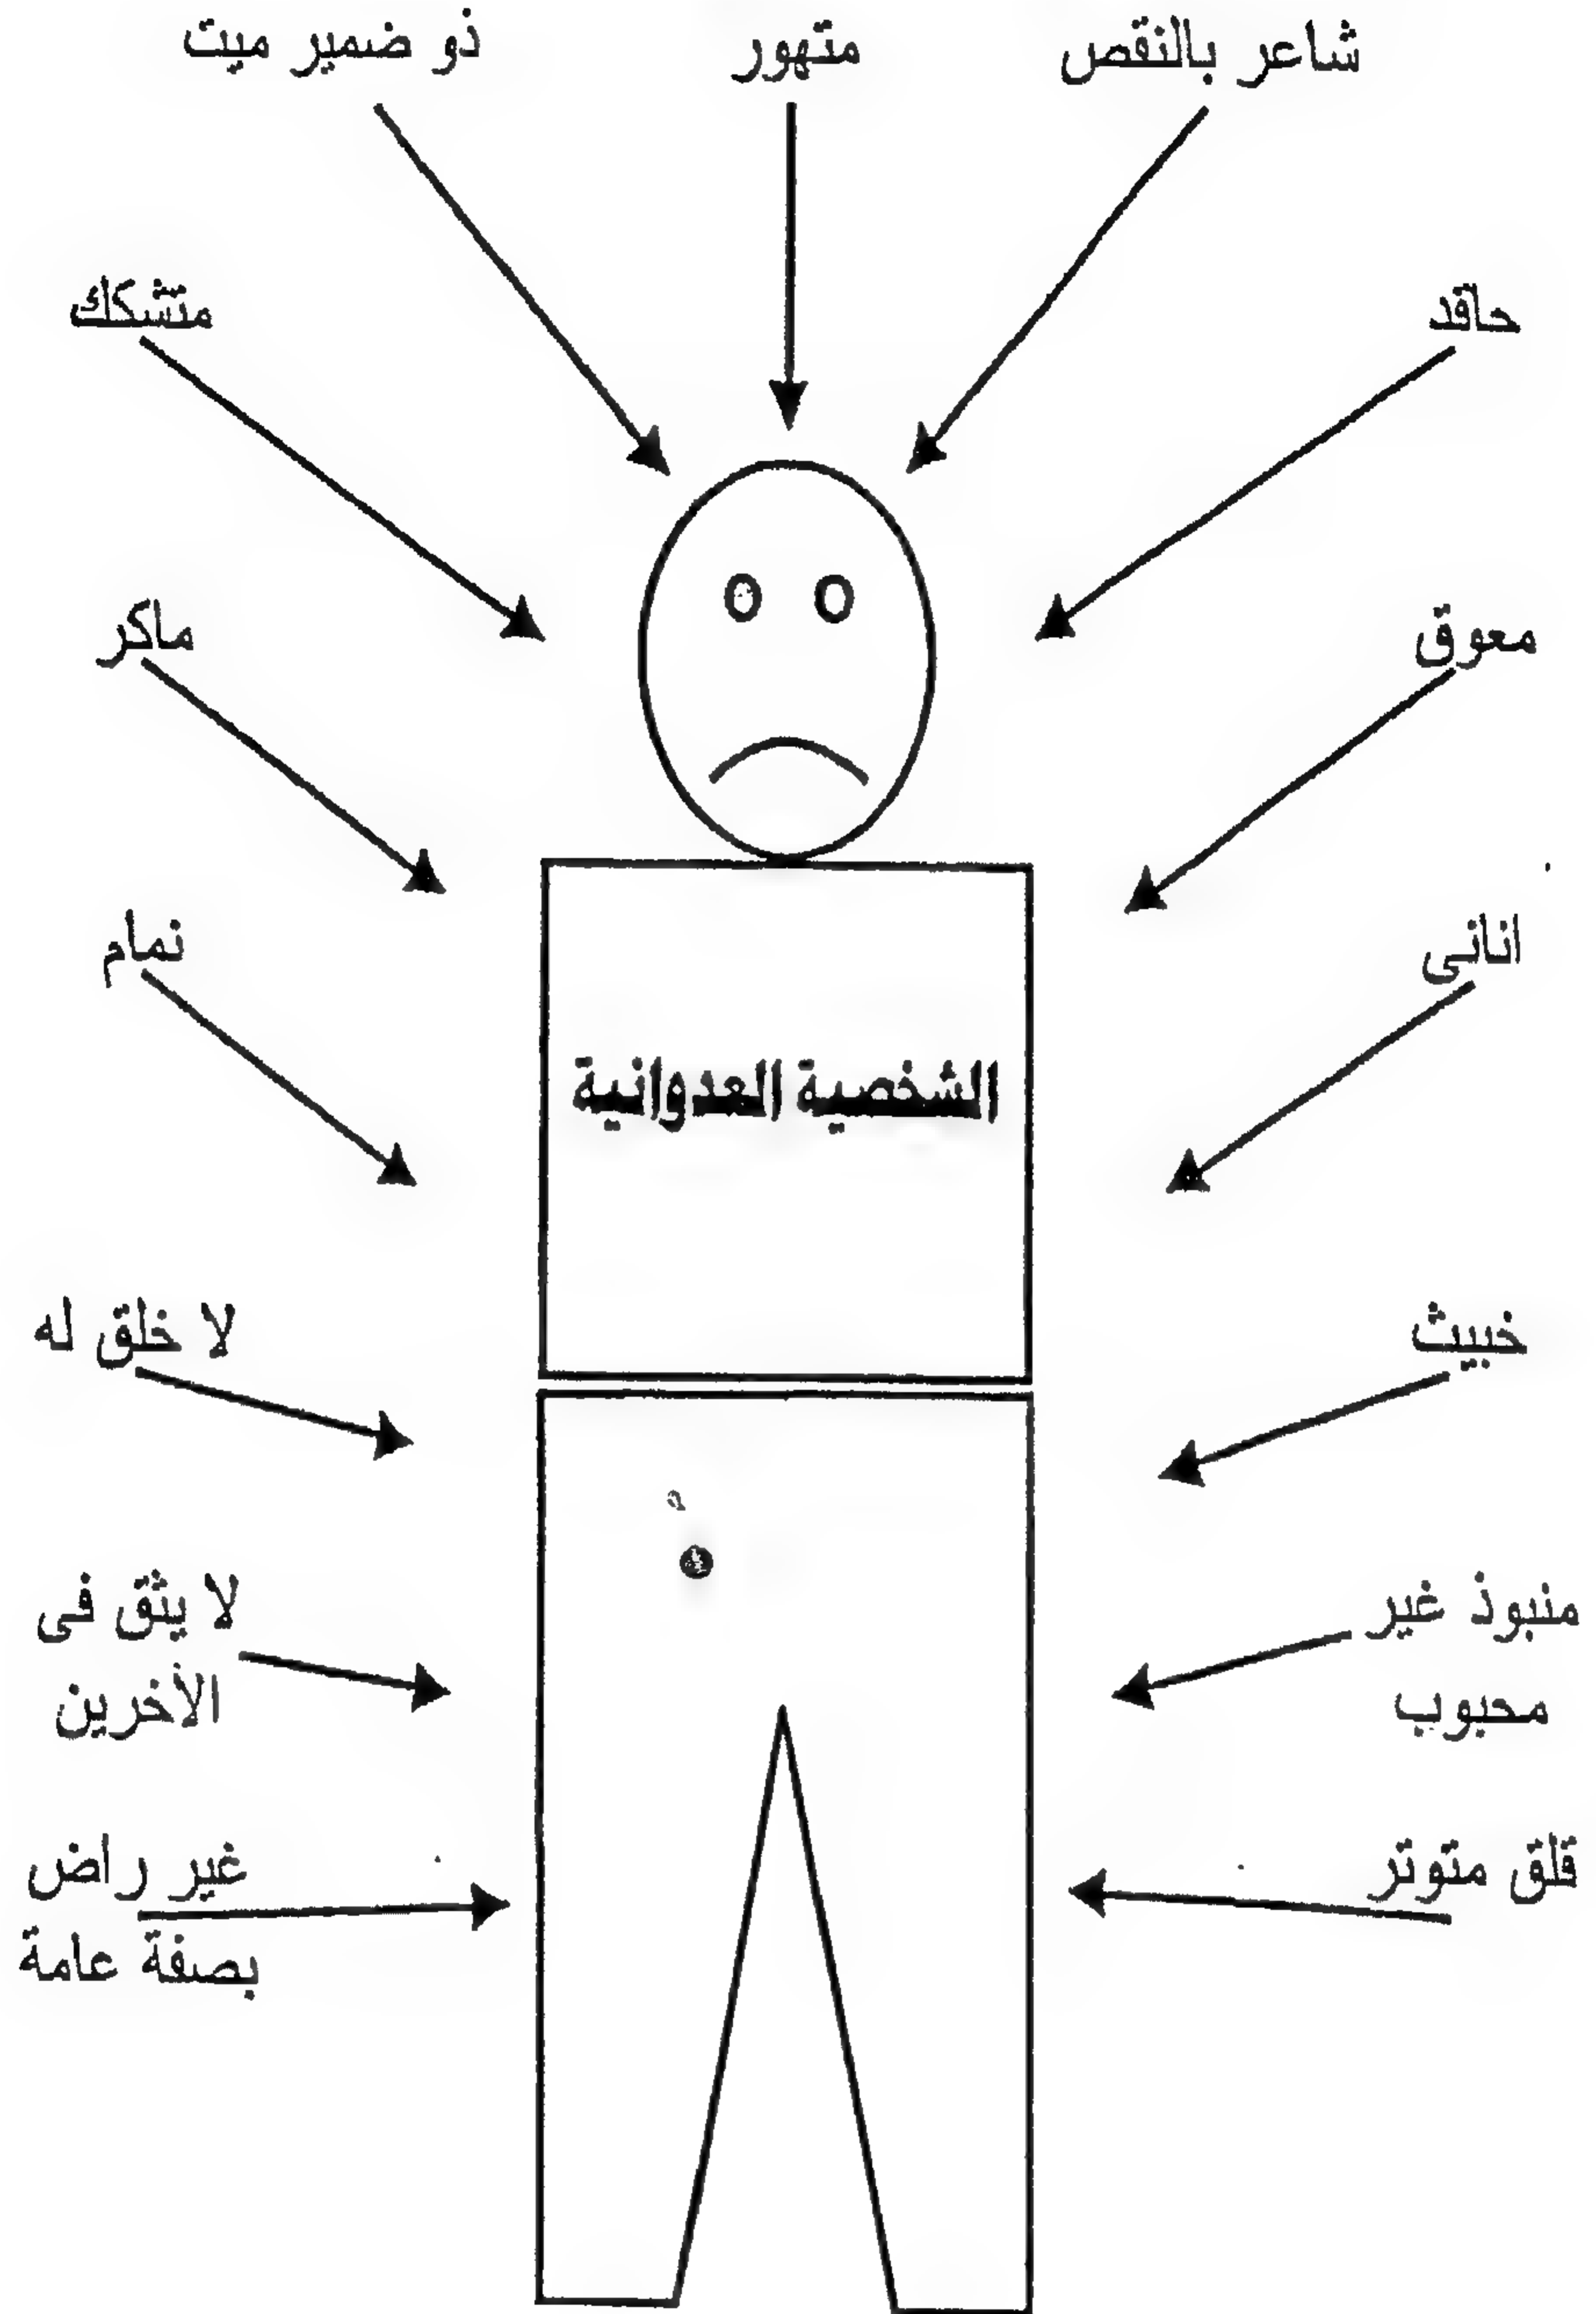 شاعر بالنقص
متهور
ذو ضمير ميت
حاقد
متشكك
معوق
ماكر
انانى
نمام
الشخصية العدوانية
خبيث
لا خلق له
منبوذ غير
محبوب
لا يثق فى
الأخرين
قلق متوتر
غير راض
بصفة عامة